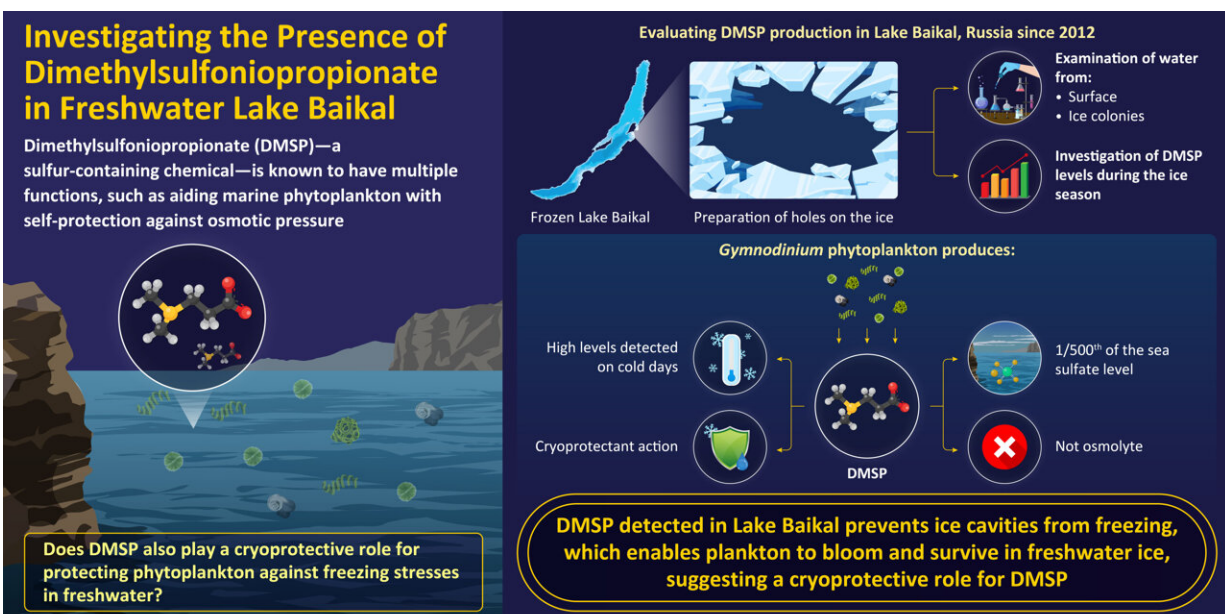 Investigating the Presence of
Dimethylsulfoniopropionate
in Freshwater Lake Baikal
Dimethylsulfoniopropionate (DMSP)—a
sulfur-containing chemical—is known to have multiple
functions, such as aiding marine phytoplankton with
self-protection against osmotic pressure
Does DMSP also play a cryoprotective role for
protecting phytoplankton against freezing stresses
in freshwater?
Evaluating DMSP production in Lake Baikal, Russia since 2012
Frozen Lake Baikal
Preparation of holes on the ice
Examination of water
from:
• Surface
• Ice colonies
Investigation of DMSP
levels during the ice
season
Gymnodinium phytoplankton produces:
High levels detected
on cold days
Cryoprotectant action
DMSP
1/500th of the sea
sulfate level
Not osmolyte
DMSP detected in Lake Baikal prevents ice cavities from freezing,
which enables plankton to bloom and survive in freshwater ice,
suggesting a cryoprotective role for DMSP